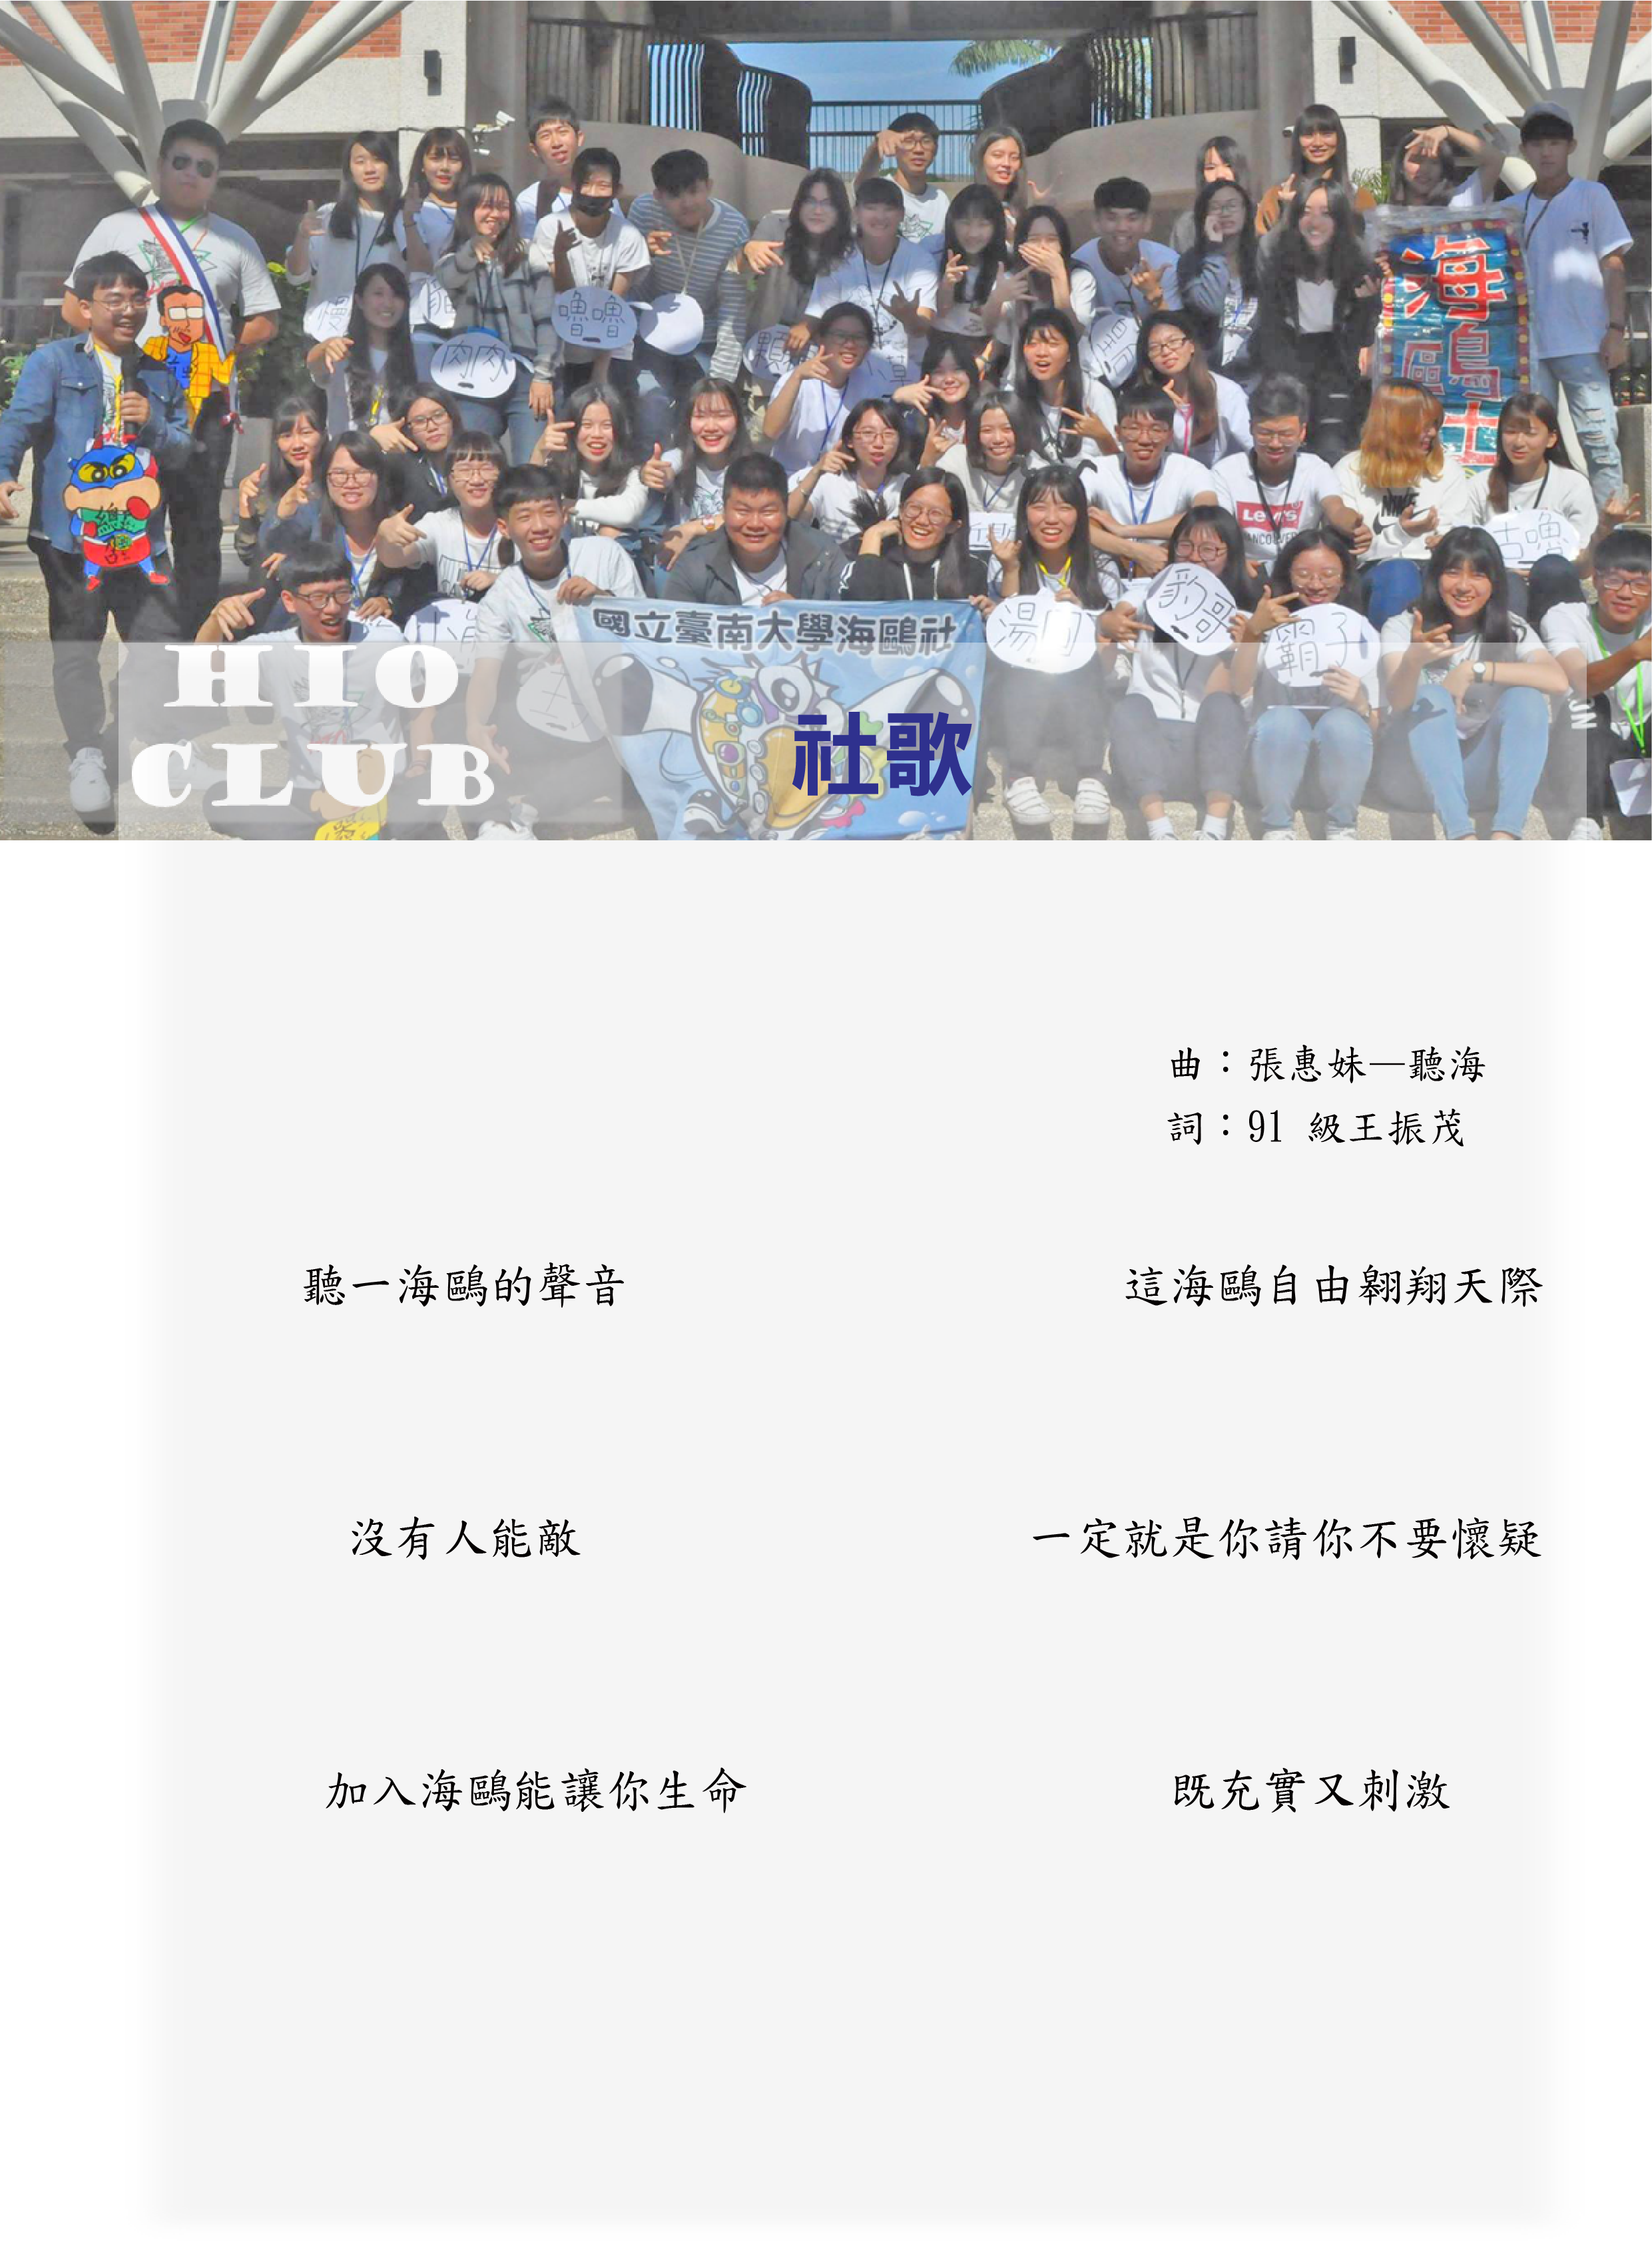 嚕嚕
肉肉
海鷗
Levi's
NIKE
古嚕
國立臺南大學海鷗社
豹哥
霸子
HIO
CLUB
社歌
曲：張惠妹—聽海
詞：91 級王振茂
聽一海鷗的聲音 這海鷗自由翱翔天際
沒有人能敵 一定就是你請你不要懷疑
加入海鷗能讓你生命 既充實又刺激